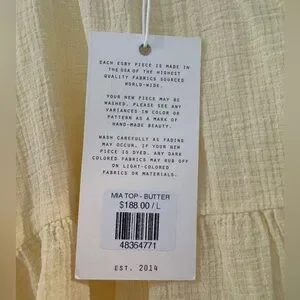 EACH ESBY PIECE IS MADE IN
THE USA OF THE HIGHEST
QUALITY FABRICS SOURCED
WORLD-WIDE.
YOUR NEW PIECE MAY BE
WASHED. PLEASE SEE ANY
VARIANCES IN COLOR OR
PATTERN AS A MARK OF
HAND-MADE BEAUTY.
WASH CAREFULLY AS FADING
MAY OCCUR. IF YOUR NEW
PIECE IS DYED. ANY DARK
COLORED FABRICS MAY RUB OFF
ON LIGHT-COLORED
FABRICS OR MATERIALS.
MIA TOP - BUTTER
$188.00 / L
48354771
EST. 2014